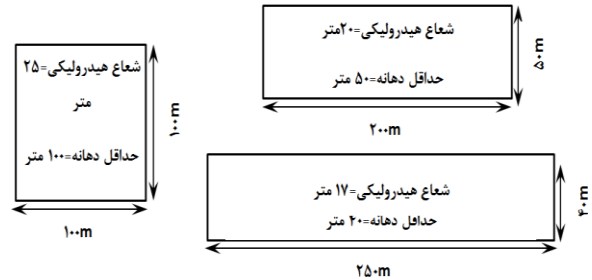 شعاع هیدرولیکی=۲۵
متر
حداقل دهانه=۱۰۰ متر
۱۰۰m
۱۰۰m
شعاع هیدرولیکی=۲۰متر
حداقل دهانه=۵۰ متر
۵۰m
۲۰۰m
شعاع هیدرولیکی=۱۷ متر
حداقل دهانه=۲۰ متر
۴۰m
۲۵۰m